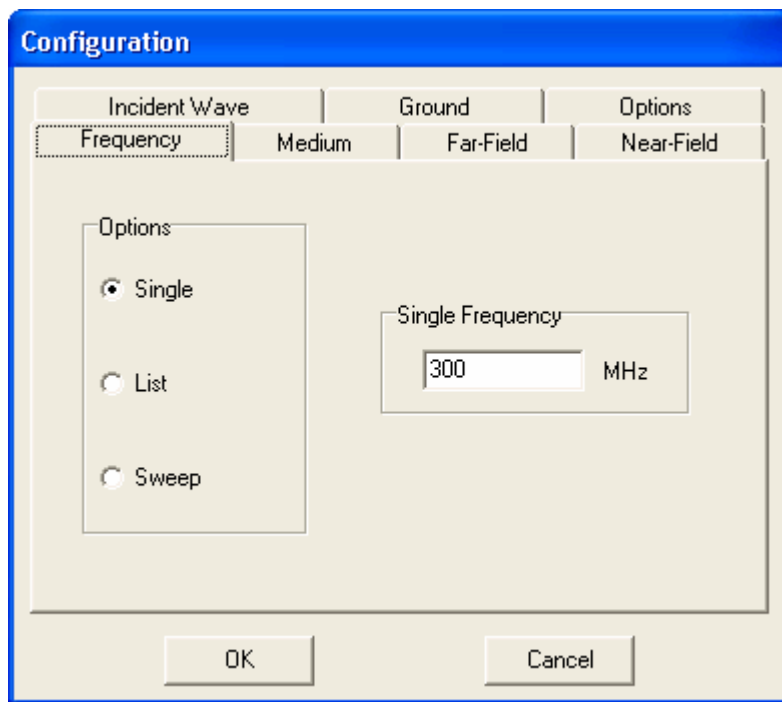 Configuration
Incident Wave Ground Options
Frequency Medium Far-Field Near-Field
Options
Single
List
Sweep
Single Frequency
300 MHz
OK Cancel